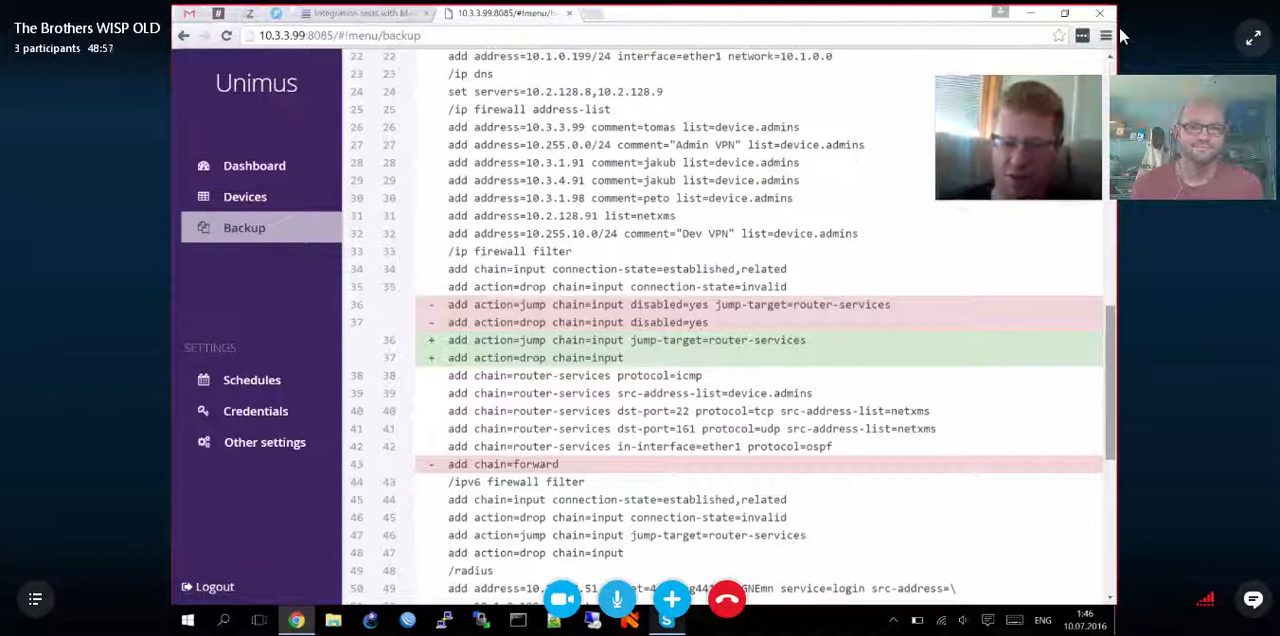 The Brothers WISP OLD
3 participants 48:57
Integration tests with M
10.3.3.99:8085/#!menu/backup
10.3.3.99:8085/#!menu/backup
Unimus
Dashboard
Devices
Backup
SETTINGS
Schedules
Credentials
Other settings
Logout
22 22 add address=10.1.0.199/24 interface=ether1 network=10.1.0.0
23 23 /ip dns
24 24 set servers=10.2.128.8,10.2.128.9
25 25 /ip firewall address-list
26 26 add address=10.3.3.99 comment=tomas list=device.admins
27 27 add address=10.255.0.0/24 comment="Admin VPN" list=device.admins
28 28 add address=10.3.1.91 comment=jakub list=device.admins
29 29 add address=10.3.4.91 comment=jakub list=device.admins
30 30 add address=10.3.1.98 comment=peto list=device.admins
31 31 add address=10.2.128.91 list=netxms
32 32 add address=10.255.10.0/24 comment="Dev VPN" list=device.admins
33 33 /ip firewall filter
34 34 add chain=input connection-state=established,related
35 35 add action=drop chain=input connection-state=invalid
36 - add action=jump chain=input disabled=yes jump-target=router-services
37 - add action=drop chain=input disabled=yes
36 + add action=jump chain=input jump-target=router-services
37 + add action=drop chain=input
38 38 add chain=router-services protocol=icmp
39 39 add chain=router-services src-address-list=device.admins
40 40 add chain=router-services dst-port=22 protocol=tcp src-address-list=netxms
41 41 add chain=router-services dst-port=161 protocol=udp src-address-list=netxms
42 42 add chain=router-services in-interface=ether1 protocol=ospf
43 - add chain=forward
44 43 /ipv6 firewall filter
45 44 add chain=input connection-state=established,related
46 45 add action=drop chain=input connection-state=invalid
47 46 add action=jump chain=input jump-target=router-services
48 47 add action=drop chain=input
49 48 /radius
50 49 add service=login src-address=\
ENG
1:46
10.07.2016